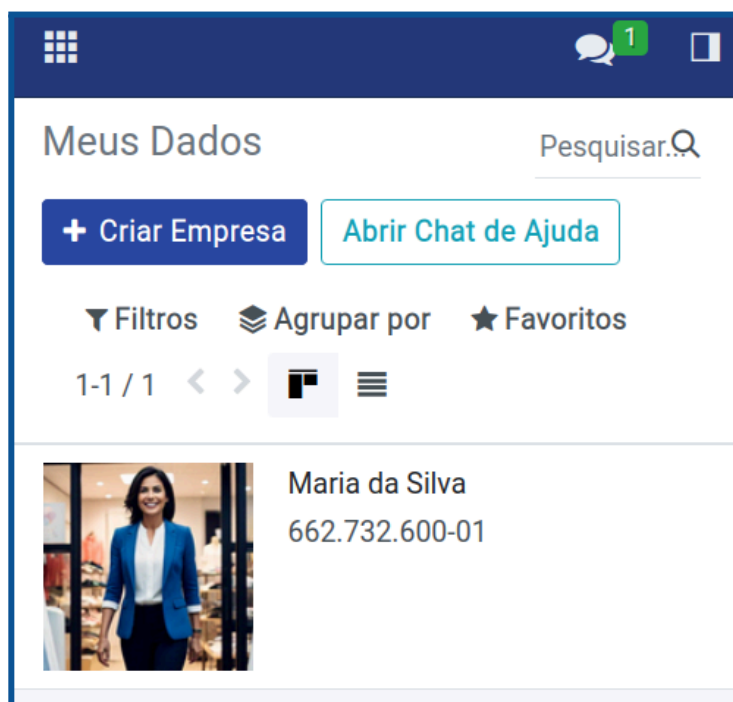 1
Meus Dados
Pesquisar...
Criar Empresa
Abrir Chat de Ajuda
Filtros Agrupar por Favoritos
1-1 / 1
Maria da Silva
662.732.600-01